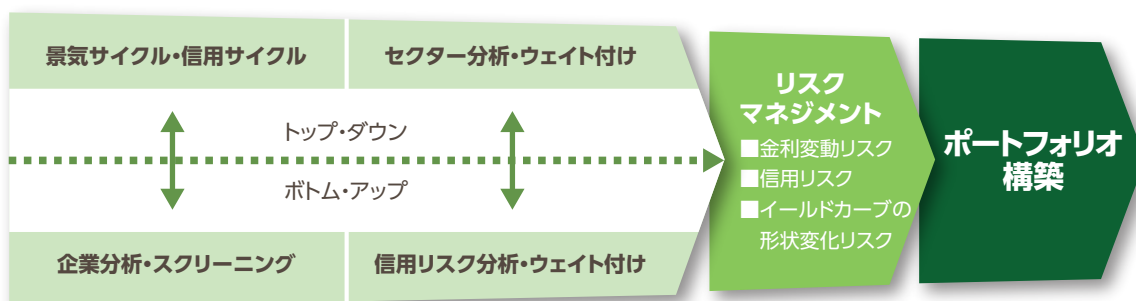 景気サイクル・信用サイクル
セクター分析・ウェイト付け
トップ・ダウン
ボトム・アップ
企業分析・スクリーニング
信用リスク分析・ウェイト付け
リスク
マネジメント
■金利変動リスク
■信用リスク
■イールドカーブの
形状変化リスク
ポートフォリオ
構築